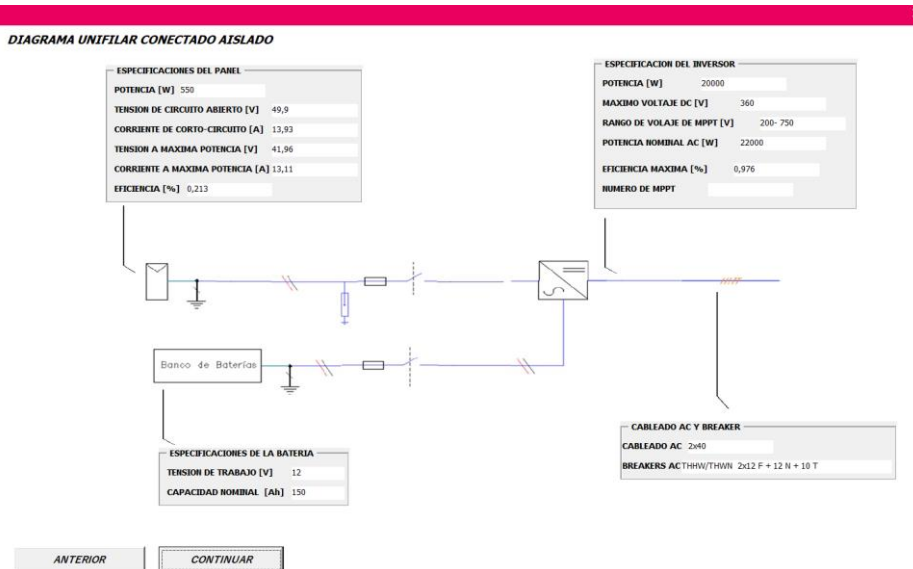 DIAGRAMA UNIFILAR CONECTADO AISLADO
ESPECIFICACIONES DEL PANEL
POTENCIA [W] 550
TENSION DE CIRCUITO ABIERTO [V] 49,9
CORRIENTE DE CORTO-CIRCUITO [A] 13,93
TENSION A MAXIMA POTENCIA [V] 41,96
CORRIENTE A MAXIMA POTENCIA [A] 13,11
EFICIENCIA [%] 0,213
ESPECIFICACION DEL INVERSOR
POTENCIA [W] 20000
MAXIMO VOLTAJE DC [V] 360
RANGO DE VOLAJE DE MPPT [V] 200- 750
POTENCIA NOMINAL AC [W] 22000
EFICIENCIA MAXIMA [%] 0,976
NUMERO DE MPPT
Banco de Baterías
ESPECIFICACIONES DE LA BATERIA
TENSION DE TRABAJO [V] 12
CAPACIDAD NOMINAL [Ah] 150
CABLEADO AC Y BREAKER
CABLEADO AC 2x40
BREAKERS AC THHW/THWN 2x12 F + 12 N + 10 T
ANTERIOR
CONTINUAR